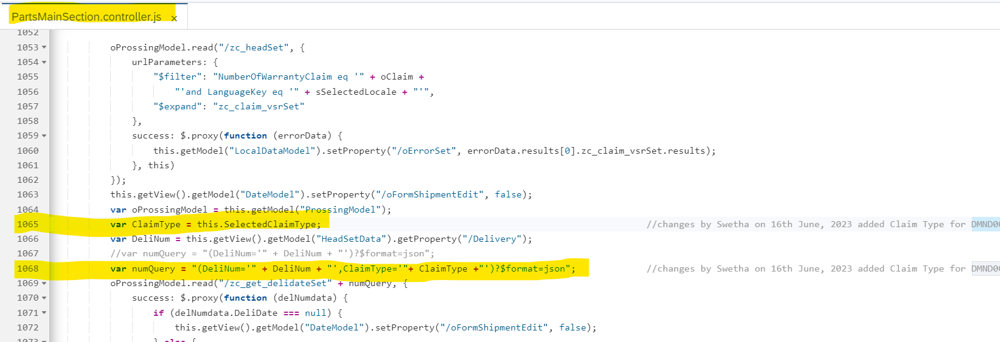 PartsMainSection.controller.js ×
1052
1053 oProssingModel.read("/zc_headSet", {
1054 urlParameters: {
1055 "$filter": "NumberOfWarrantyClaim eq '" + oClaim +
1056 "'and LanguageKey eq '" + sSelectedLocale + "'",
1057 "$expand": "zc_claim_vsrSet"
1058 },
1059 success: $.proxy(function (errorData) {
1060 this.getModel("LocalDataModel").setProperty("/oErrorSet", errorData.results[0].zc_claim_vsrSet.results);
1061 }, this)
1062 });
1063 this.getView().getModel("DateModel").setProperty("/oFormShipmentEdit", false);
1064 var oProssingModel = this.getModel("ProssingModel");
1065 var ClaimType = this.SelectedClaimType; //changes by Swetha on 16th June, 2023 added Claim Type for
1066 var DeliNum = this.getView().getModel("HeadSetData").getProperty("/Delivery");
1067 //var numQuery = "(DeliNum='" + DeliNum + "')?$format=json";
1068 var numQuery = "(DeliNum='" + DeliNum + "',ClaimType='"+ ClaimType +"')?$format=json"; //changes by Swetha on 16th June, 2023 added Claim Type for
1069 oProssingModel.read("/zc_get_delidateSet" + numQuery, {
1070 success: $.proxy(function (delNumdata) {
1071 if (delNumdata.DeliDate === null) {
1072 this.getView().getModel("DateModel").setProperty("/oFormShipmentEdit", false);
1073 } else {